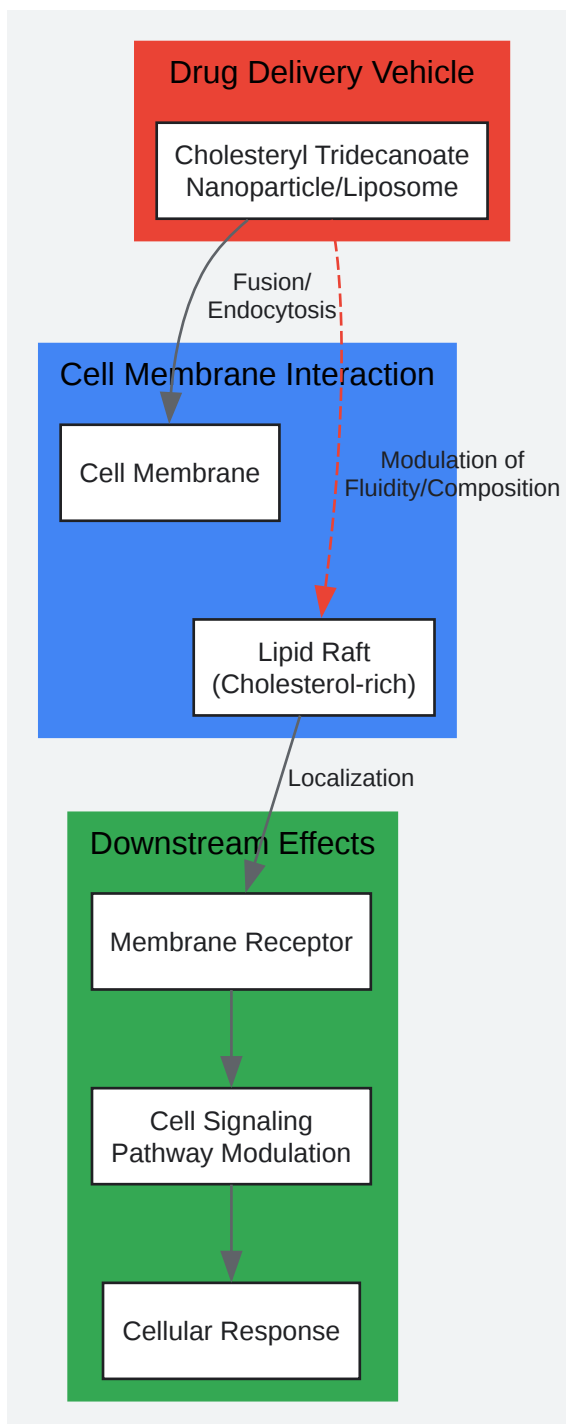 Drug Delivery Vehicle
Cholesteryl Tridecanoate
Nanoparticle/Liposome
Fusion/
Endocytosis
Cell Membrane Interaction
Cell Membrane
Modulation of
Fluidity/Composition
Lipid Raft
(Cholesterol-rich)
Localization
Downstream Effects
Membrane Receptor
Cell Signaling
Pathway Modulation
Cellular Response